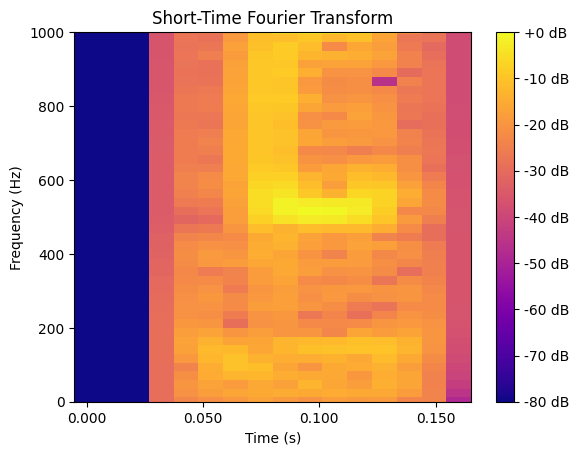 Short-Time Fourier Transform
1000
800
600
400
200
0
Frequency (Hz)
0.000
0.050
0.100
0.150
Time (s)
+0 dB
-10 dB
-20 dB
-30 dB
-40 dB
-50 dB
-60 dB
-70 dB
-80 dB